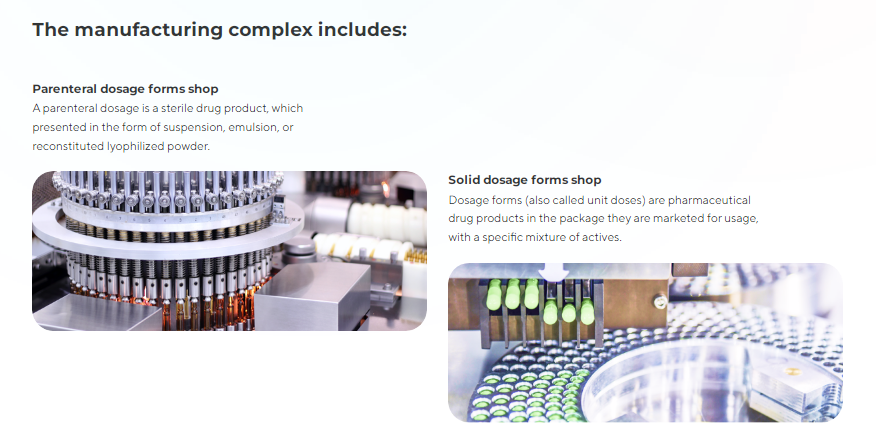 The manufacturing complex includes:
Parenteral dosage forms shop
A parenteral dosage is a sterile drug product, which
presented in the form of suspension, emulsion, or
reconstituted lyophilized powder.
Solid dosage forms shop
Dosage forms (also called unit doses) are pharmaceutical
drug products in the package they are marketed for usage,
with a specific mixture of actives.